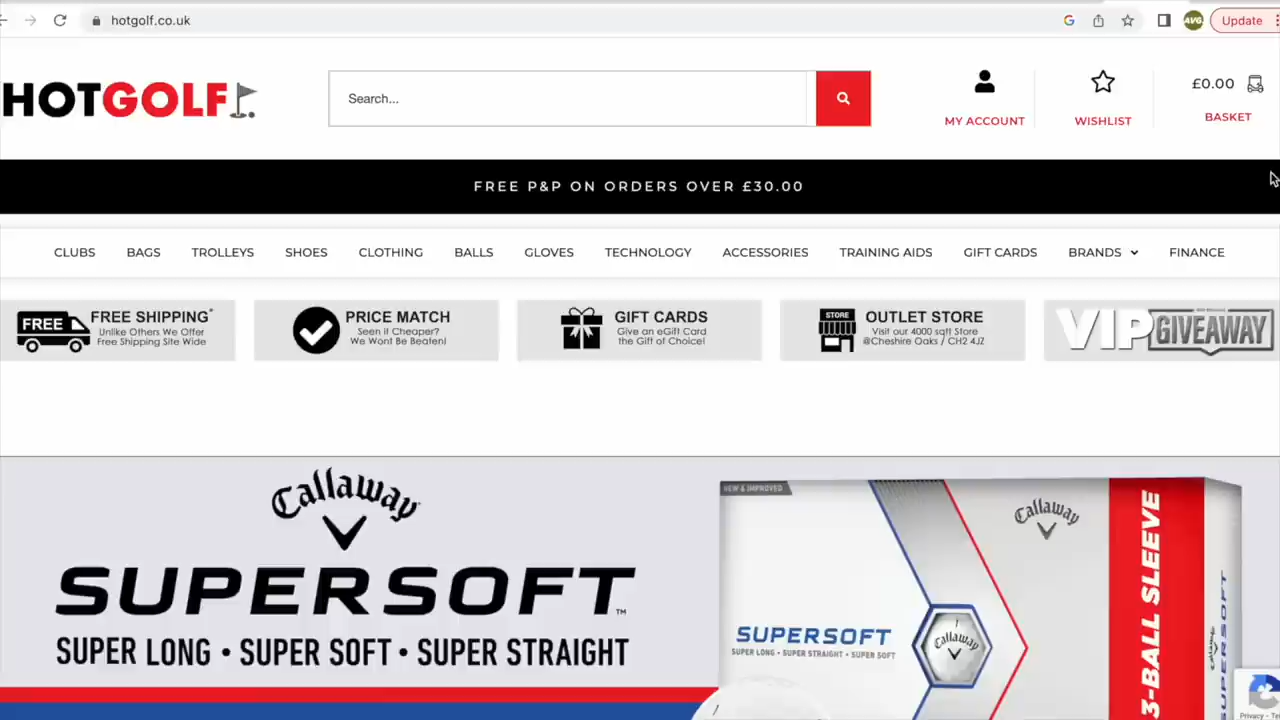 hotgolf.co.uk
AVG
Update
HOTGOLF
Search...
MY ACCOUNT
WISHLIST
£0.00
BASKET
FREE P&P ON ORDERS OVER £30.00
CLUBS BAGS TROLLEYS SHOES CLOTHING BALLS GLOVES TECHNOLOGY ACCESSORIES TRAINING AIDS GIFT CARDS BRANDS FINANCE
FREE
FREE SHIPPING*
Unlike Others We Offer
Free Shipping Site Wide
PRICE MATCH
Seen it Cheaper?
We Wont Be Beaten!
GIFT CARDS
Give an eGift Card
the Gift of Choice!
STORE
OUTLET STORE
Visit our 4000 sqft Store
@Cheshire Oaks / CH2 4JZ
VIP GIVEAWAY
Callaway
SUPERSOFT™
SUPER LONG • SUPER SOFT • SUPER STRAIGHT
NEW & IMPROVED
Callaway
SUPERSOFT
SUPER LONG • SUPER STRAIGHT • SUPER SOFT
Callaway
3-BALL SLEEVE
Callaway
SUPERSOFT
Privacy - Te